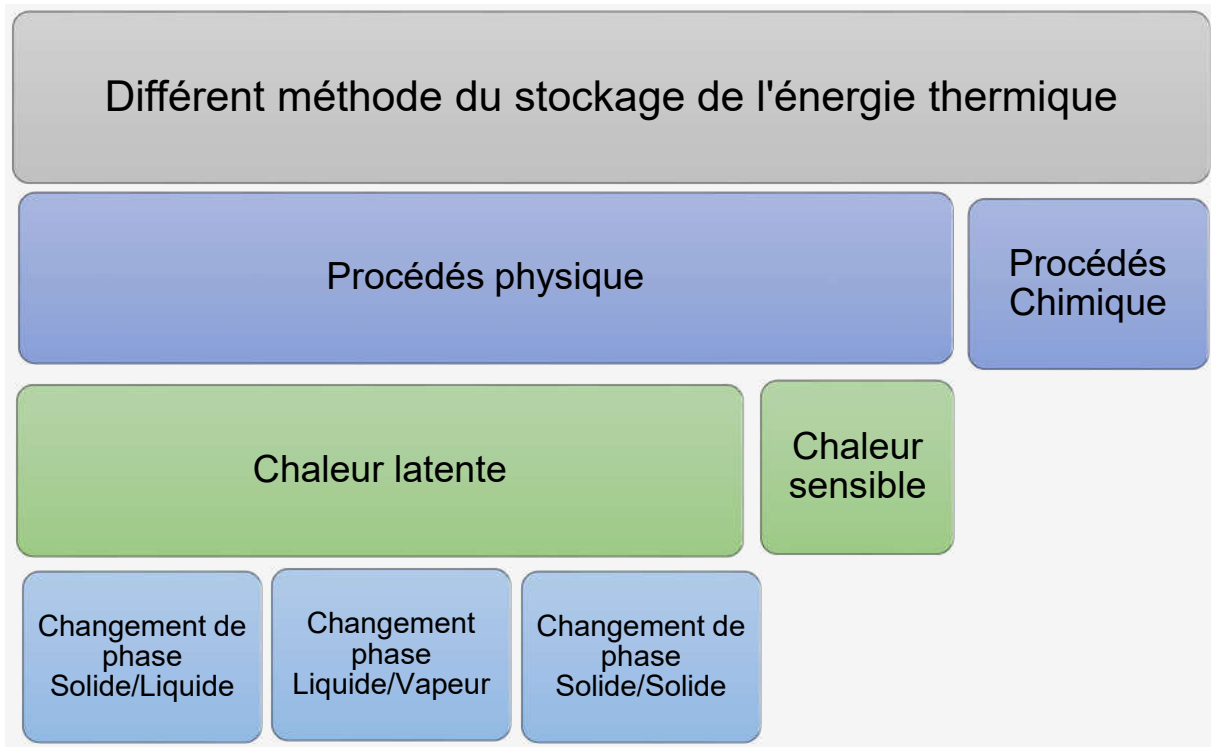 Différent méthode du stockage de l'énergie thermique
Procédés physique
Procédés
Chimique
Chaleur latente
Chaleur
sensible
Changement de
phase
Solide/Liquide
Changement
phase
Liquide/Vapeur
Changement de
phase
Solide/Solide